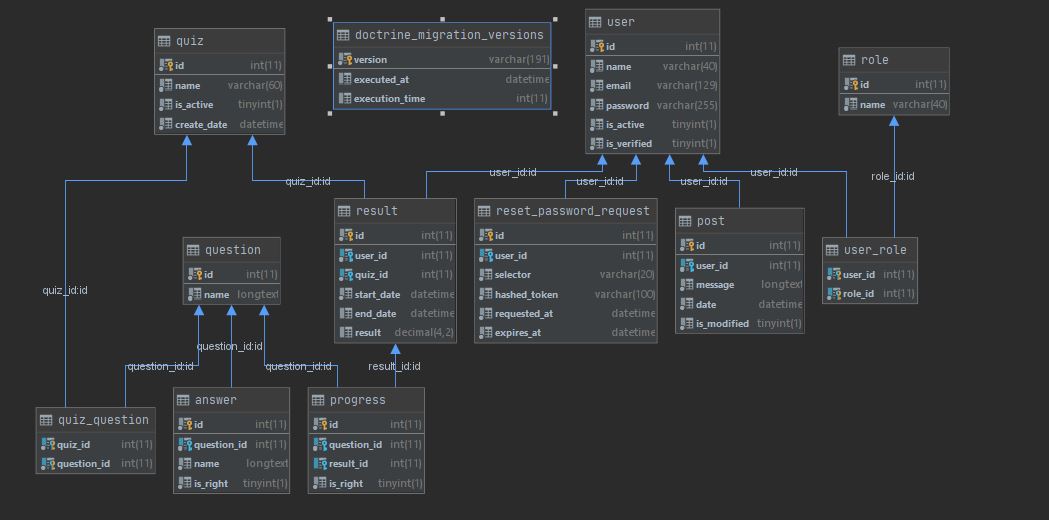 quiz
id int(11)
name varchar(60)
is_active tinyint(1)
create_date datetime
doctrine_migration_versions
version varchar(191)
executed_at datetime
execution_time int(11)
user
id int(11)
name varchar(40)
email varchar(129)
password varchar(255)
is_active tinyint(1)
is_verified tinyint(1)
role
id int(11)
name varchar(40)
quiz_id:id
user_id:id
user_id:id
user_id:id
user_id:id
role_id:id
result
id int(11)
user_id int(11)
quiz_id int(11)
start_date datetime
end_date datetime
result decimal(4,2)
reset_password_request
id int(11)
user_id int(11)
selector varchar(20)
hashed_token varchar(100)
requested_at datetime
expires_at datetime
post
id int(11)
user_id int(11)
message longtext
date datetime
is_modified tinyint(1)
user_role
user_id int(11)
role_id int(11)
question
id int(11)
name longtext
quiz_id:id
question_id:id
question_id:id
question_id:id
result_id:id
quiz_question
quiz_id int(11)
question_id int(11)
answer
id int(11)
question_id int(11)
name longtext
is_right tinyint(1)
progress
id int(11)
question_id int(11)
result_id int(11)
is_right tinyint(1)